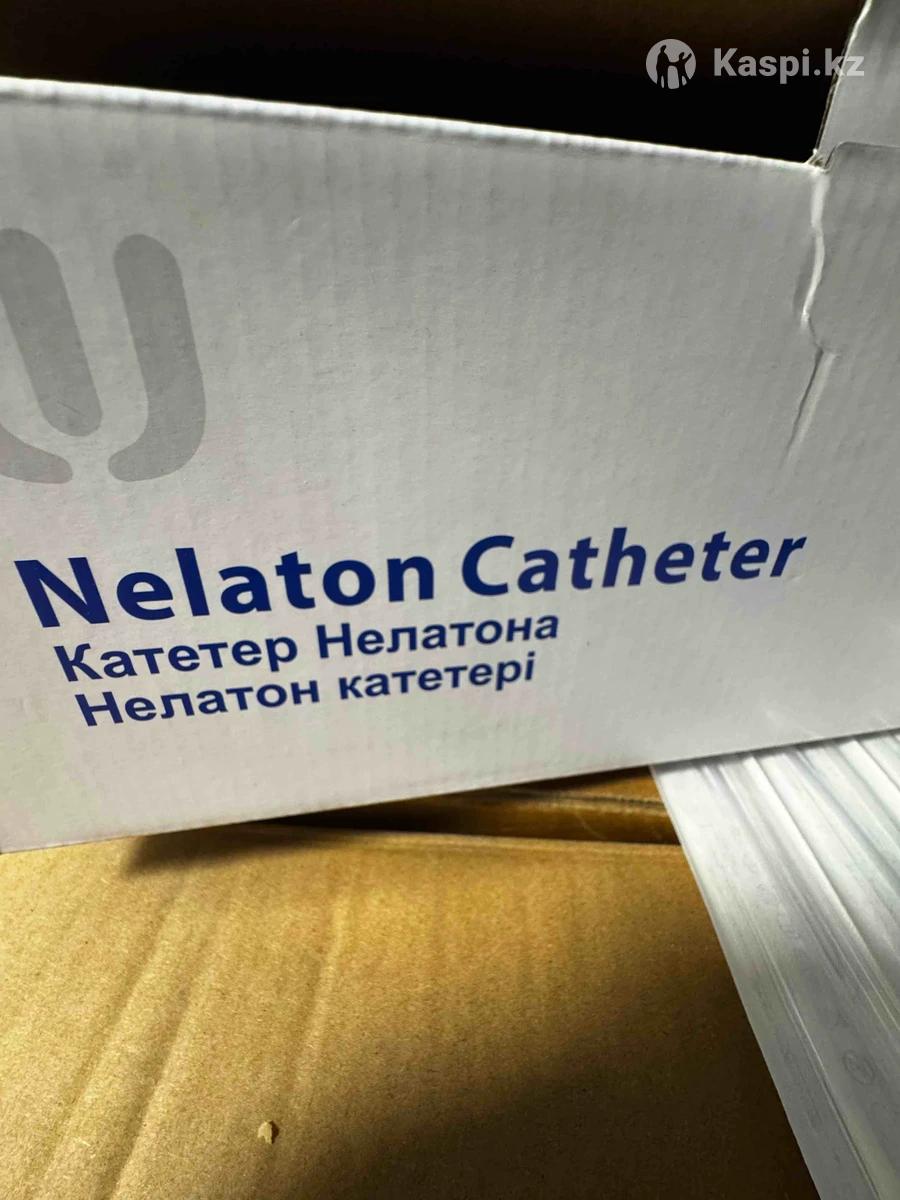 Kaspi.kz
Nelaton Catheter
Катетер Нелатона
Нелатон катетері